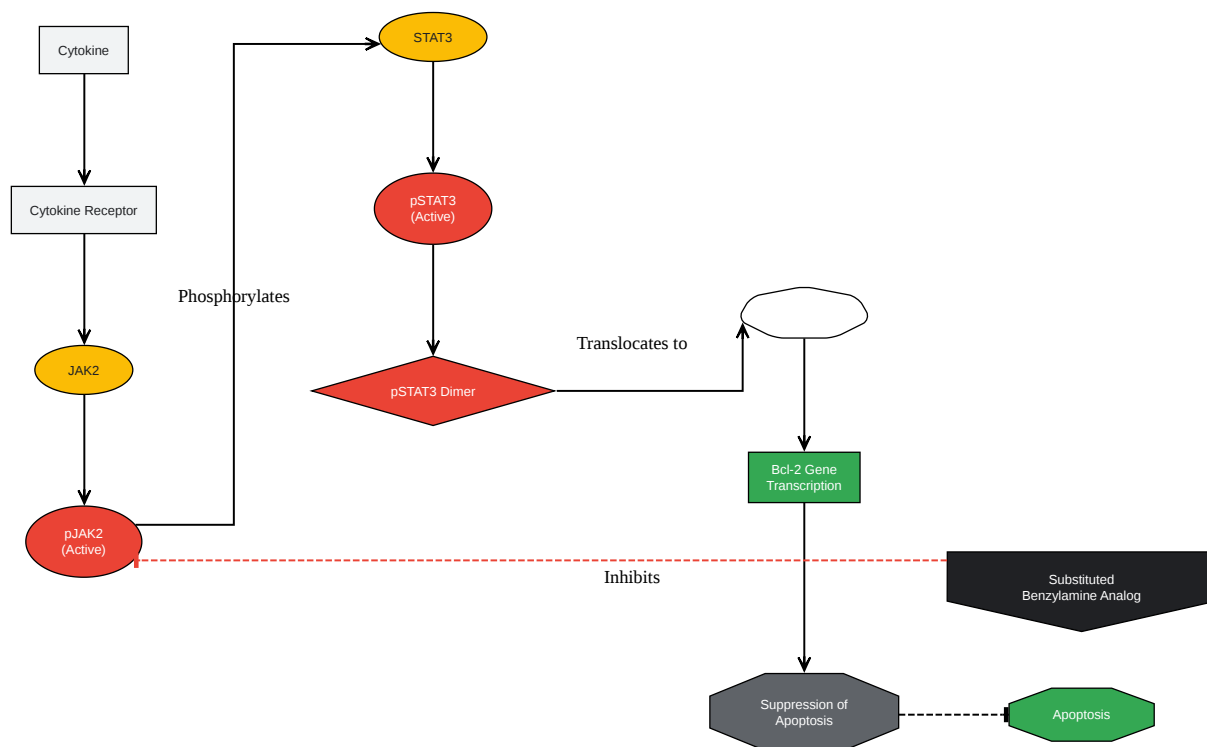 Cytokine
STAT3
Cytokine Receptor
pSTAT3
(Active)
Phosphorylates
Translocates to
JAK2
pSTAT3 Dimer
Bcl-2 Gene
Transcription
pJAK2
(Active)
Inhibits
Substituted
Benzylamine Analog
Suppression of
Apoptosis
Apoptosis